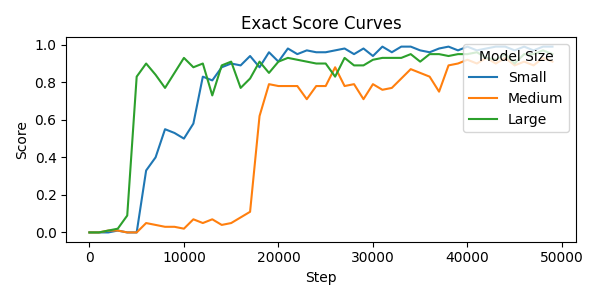 Exact Score Curves
Score
1.0
0.8
0.6
0.4
0.2
0.0
Model Size
Small
Medium
Large
0 10000 20000 30000 40000 50000
Step